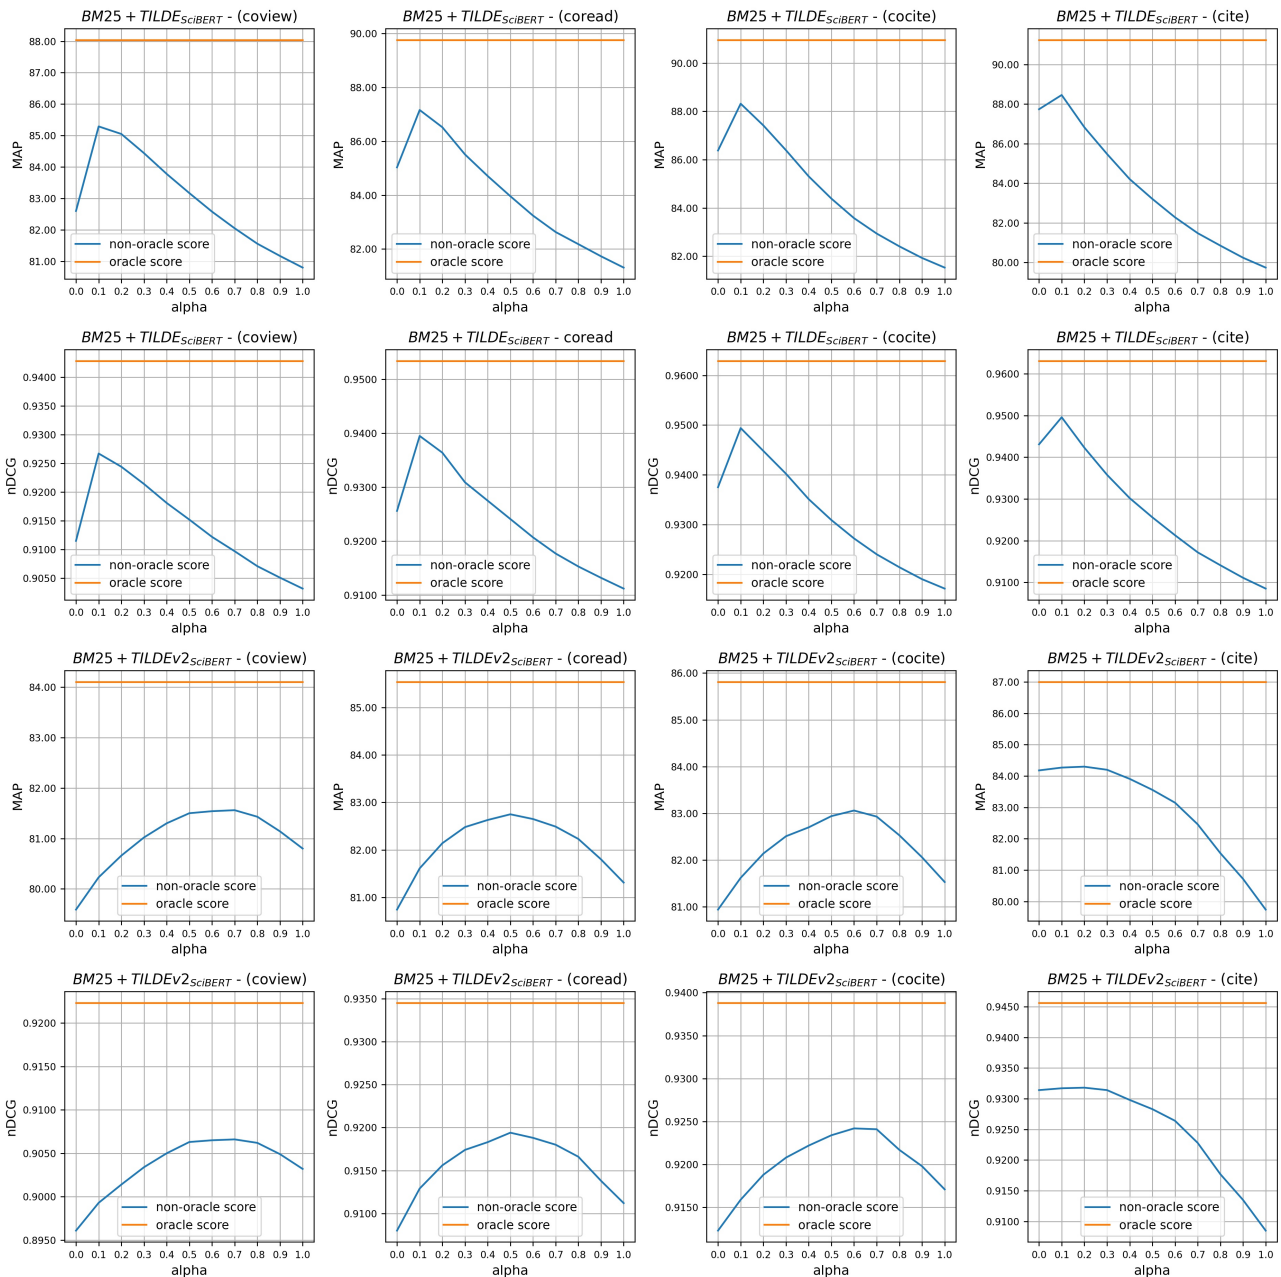 BM25 + TILDE_SciBERT - (coview)
MAP
88.00
87.00
86.00
85.00
84.00
83.00
82.00
81.00
non-oracle score
oracle score
0.0 0.1 0.2 0.3 0.4 0.5 0.6 0.7 0.8 0.9 1.0
alpha
BM25 + TILDE_SciBERT - (coread)
MAP
90.00
88.00
86.00
84.00
82.00
non-oracle score
oracle score
0.0 0.1 0.2 0.3 0.4 0.5 0.6 0.7 0.8 0.9 1.0
alpha
BM25 + TILDE_SciBERT - (cocite)
MAP
90.00
88.00
86.00
84.00
82.00
non-oracle score
oracle score
0.0 0.1 0.2 0.3 0.4 0.5 0.6 0.7 0.8 0.9 1.0
alpha
BM25 + TILDE_SciBERT - (cite)
MAP
90.00
88.00
86.00
84.00
82.00
80.00
non-oracle score
oracle score
0.0 0.1 0.2 0.3 0.4 0.5 0.6 0.7 0.8 0.9 1.0
alpha
BM25 + TILDE_SciBERT - (coview)
nDCG
0.9400
0.9350
0.9300
0.9250
0.9200
0.9150
0.9100
0.9050
non-oracle score
oracle score
0.0 0.1 0.2 0.3 0.4 0.5 0.6 0.7 0.8 0.9 1.0
alpha
BM25 + TILDE_SciBERT - coread
nDCG
0.9500
0.9400
0.9300
0.9200
0.9100
non-oracle score
oracle score
0.0 0.1 0.2 0.3 0.4 0.5 0.6 0.7 0.8 0.9 1.0
alpha
BM25 + TILDE_SciBERT - (cocite)
nDCG
0.9600
0.9500
0.9400
0.9300
0.9200
non-oracle score
oracle score
0.0 0.1 0.2 0.3 0.4 0.5 0.6 0.7 0.8 0.9 1.0
alpha
BM25 + TILDE_SciBERT - (cite)
nDCG
0.9600
0.9500
0.9400
0.9300
0.9200
0.9100
non-oracle score
oracle score
0.0 0.1 0.2 0.3 0.4 0.5 0.6 0.7 0.8 0.9 1.0
alpha
BM25 + TILDEv2_SciBERT - (coview)
MAP
84.00
83.00
82.00
81.00
80.00
non-oracle score
oracle score
0.0 0.1 0.2 0.3 0.4 0.5 0.6 0.7 0.8 0.9 1.0
alpha
BM25 + TILDEv2_SciBERT - (coread)
MAP
85.00
84.00
83.00
82.00
81.00
non-oracle score
oracle score
0.0 0.1 0.2 0.3 0.4 0.5 0.6 0.7 0.8 0.9 1.0
alpha
BM25 + TILDEv2_SciBERT - (cocite)
MAP
86.00
85.00
84.00
83.00
82.00
81.00
non-oracle score
oracle score
0.0 0.1 0.2 0.3 0.4 0.5 0.6 0.7 0.8 0.9 1.0
alpha
BM25 + TILDEv2_SciBERT - (cite)
MAP
87.00
86.00
85.00
84.00
83.00
82.00
81.00
80.00
non-oracle score
oracle score
0.0 0.1 0.2 0.3 0.4 0.5 0.6 0.7 0.8 0.9 1.0
alpha
BM25 + TILDEv2_SciBERT - (coview)
nDCG
0.9200
0.9150
0.9100
0.9050
0.9000
0.8950
non-oracle score
oracle score
0.0 0.1 0.2 0.3 0.4 0.5 0.6 0.7 0.8 0.9 1.0
alpha
BM25 + TILDEv2_SciBERT - (coread)
nDCG
0.9350
0.9300
0.9250
0.9200
0.9150
0.9100
non-oracle score
oracle score
0.0 0.1 0.2 0.3 0.4 0.5 0.6 0.7 0.8 0.9 1.0
alpha
BM25 + TILDEv2_SciBERT - (cocite)
nDCG
0.9400
0.9350
0.9300
0.9250
0.9200
0.9150
non-oracle score
oracle score
0.0 0.1 0.2 0.3 0.4 0.5 0.6 0.7 0.8 0.9 1.0
alpha
BM25 + TILDEv2_SciBERT - (cite)
nDCG
0.9450
0.9400
0.9350
0.9300
0.9250
0.9200
0.9150
0.9100
non-oracle score
oracle score
0.0 0.1 0.2 0.3 0.4 0.5 0.6 0.7 0.8 0.9 1.0
alpha